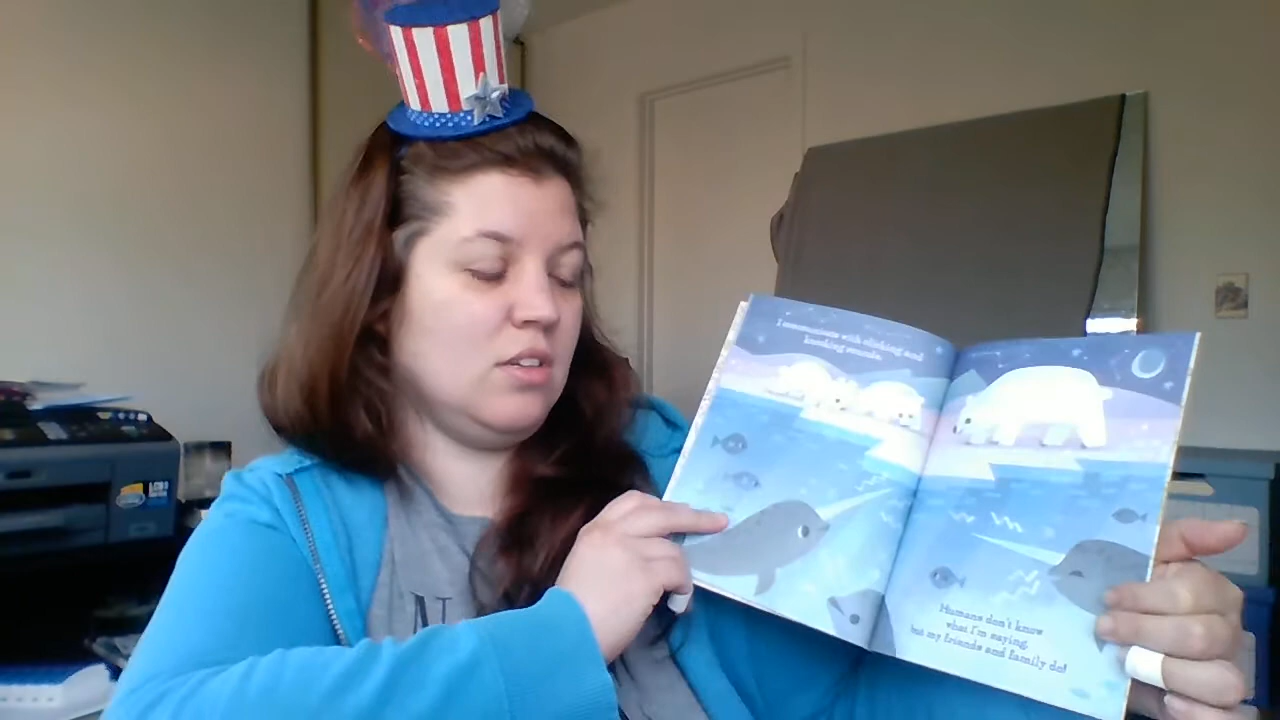 I communicate with clicking and
knocking sounds.
Humans don't know
what I'm saying,
but my friends and family do!
N